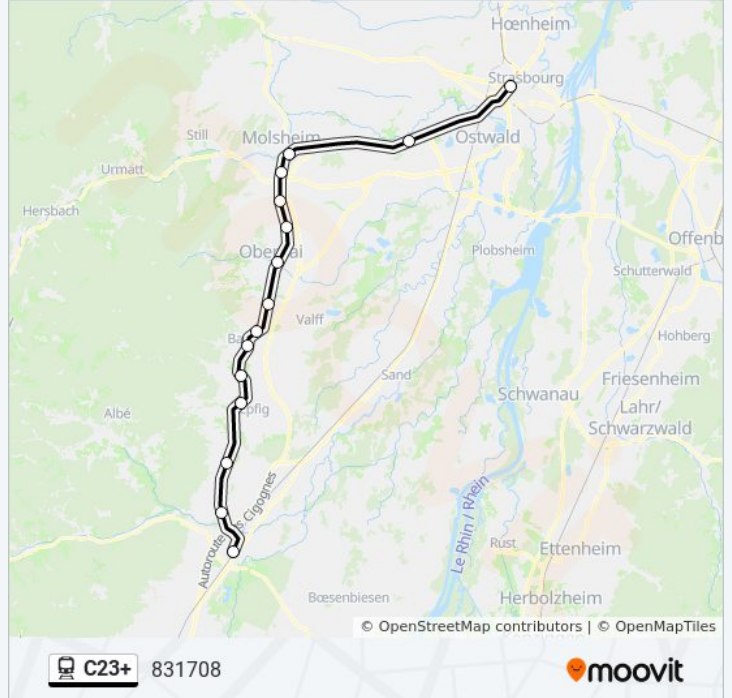 Hœnheim
Strasbourg
Still
Molsheim
Ostwald
Urmatt
Hersbach
Plobsheim
Offenb
Obernai
Schutterwald
Valff
Hohberg
Sand
Friesenheim
Schwanau
Albé
Epfig
Lahr/
Schwarzwald
Autoroute des Cigognes
Le Rhin / Rhein
Rust
Ettenheim
Bœsenbiesen
Herbolzheim
© OpenStreetMap contributors | © OpenMapTiles
C23+ 831708
moovit